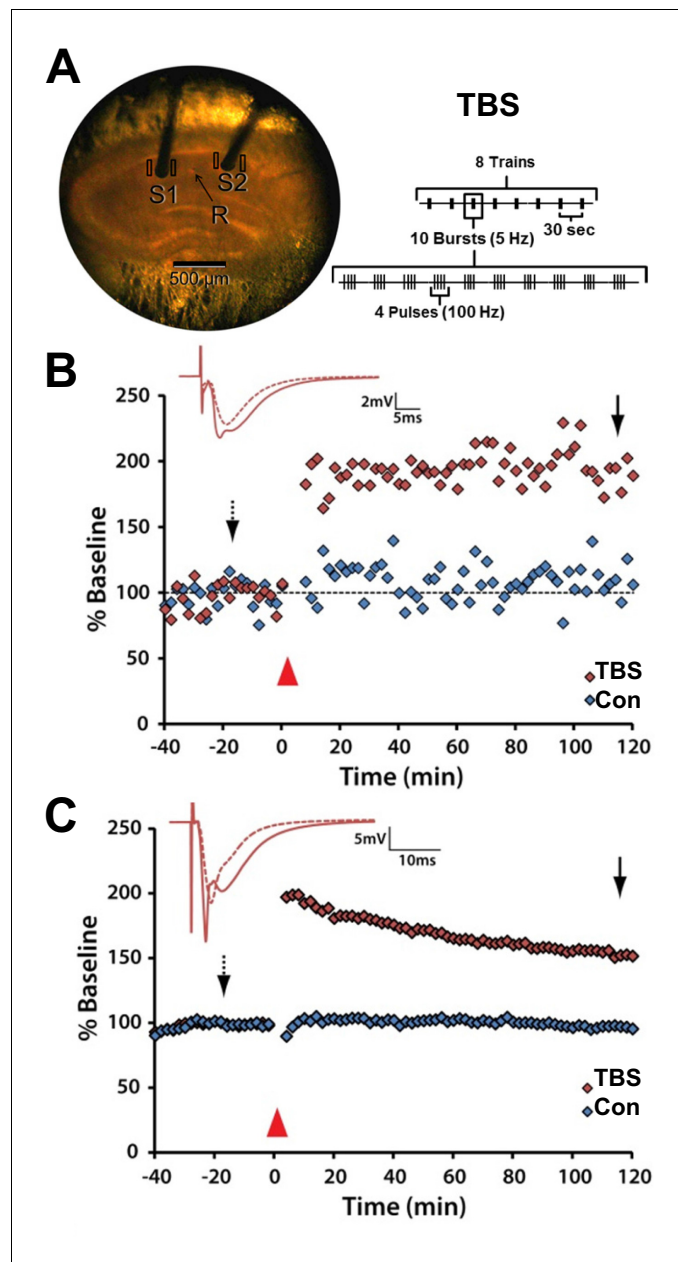 A
TBS
S1
S2
R
500 µm
8 Trains
10 Bursts (5 Hz)
30 sec
4 Pulses (100 Hz)
B
2mV
5ms
250
200
150
100
50
0
% Baseline
-40 -20 0 20 40 60 80 100 120
Time (min)
TBS
Con
C
5mV
10ms
250
200
150
100
50
0
% Baseline
-40 -20 0 20 40 60 80 100 120
Time (min)
TBS
Con